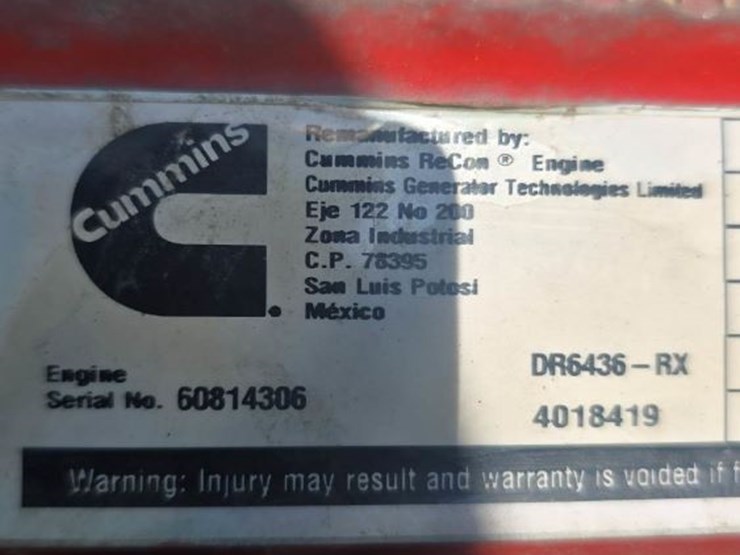 Cummins
Remanufactured by:
Cummins ReCon ® Engine
Cummins Generator Technologies Limited
Eje 122 No 200
Zona Industrial
C.P. 78395
San Luis Potosi
México
Engine
Serial No. 60814306
DR6436 – RX
4018419
Warning: Injury may result and warranty is voided if f